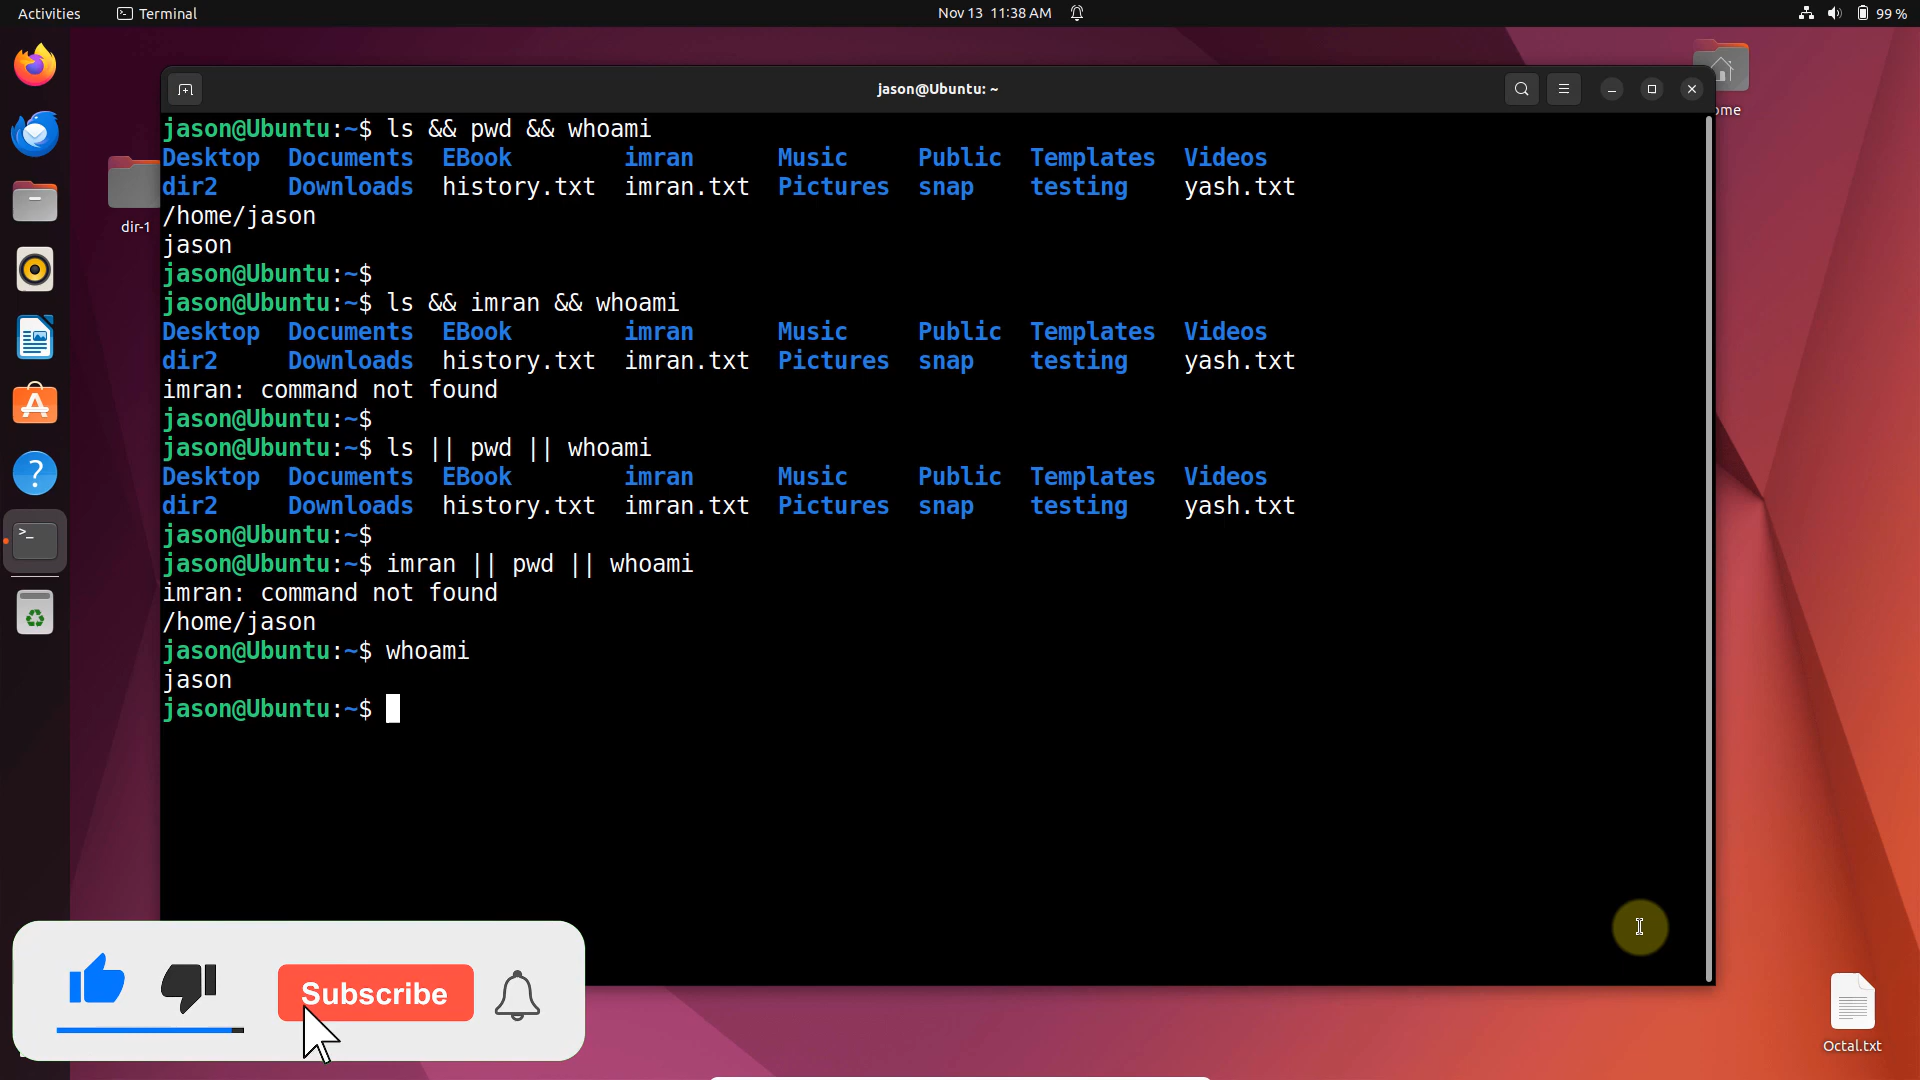 Activities Terminal Nov 13 11:38 AM 99 %
jason@Ubuntu: ~
jason@Ubuntu:~$ ls && pwd && whoami
Desktop Documents EBook imran Music Public Templates Videos
dir2 Downloads history.txt imran.txt Pictures snap testing yash.txt
/home/jason
jason
jason@Ubuntu:~$
jason@Ubuntu:~$ ls && imran && whoami
Desktop Documents EBook imran Music Public Templates Videos
dir2 Downloads history.txt imran.txt Pictures snap testing yash.txt
imran: command not found
jason@Ubuntu:~$
jason@Ubuntu:~$ ls || pwd || whoami
Desktop Documents EBook imran Music Public Templates Videos
dir2 Downloads history.txt imran.txt Pictures snap testing yash.txt
jason@Ubuntu:~$
jason@Ubuntu:~$ imran || pwd || whoami
imran: command not found
/home/jason
jason@Ubuntu:~$ whoami
jason
jason@Ubuntu:~$
dir-1
ome
Subscribe
Octal.txt